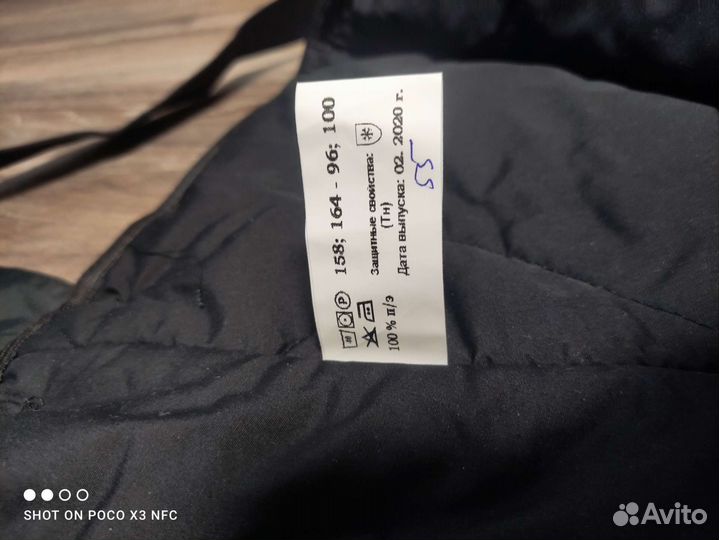 158; 164 - 96; 100
Защитные свойства:
(Тн)
Дата выпуска: 02. 2020 г.
55
P
100 % п/э
SHOT ON POCO X3 NFC
Avito